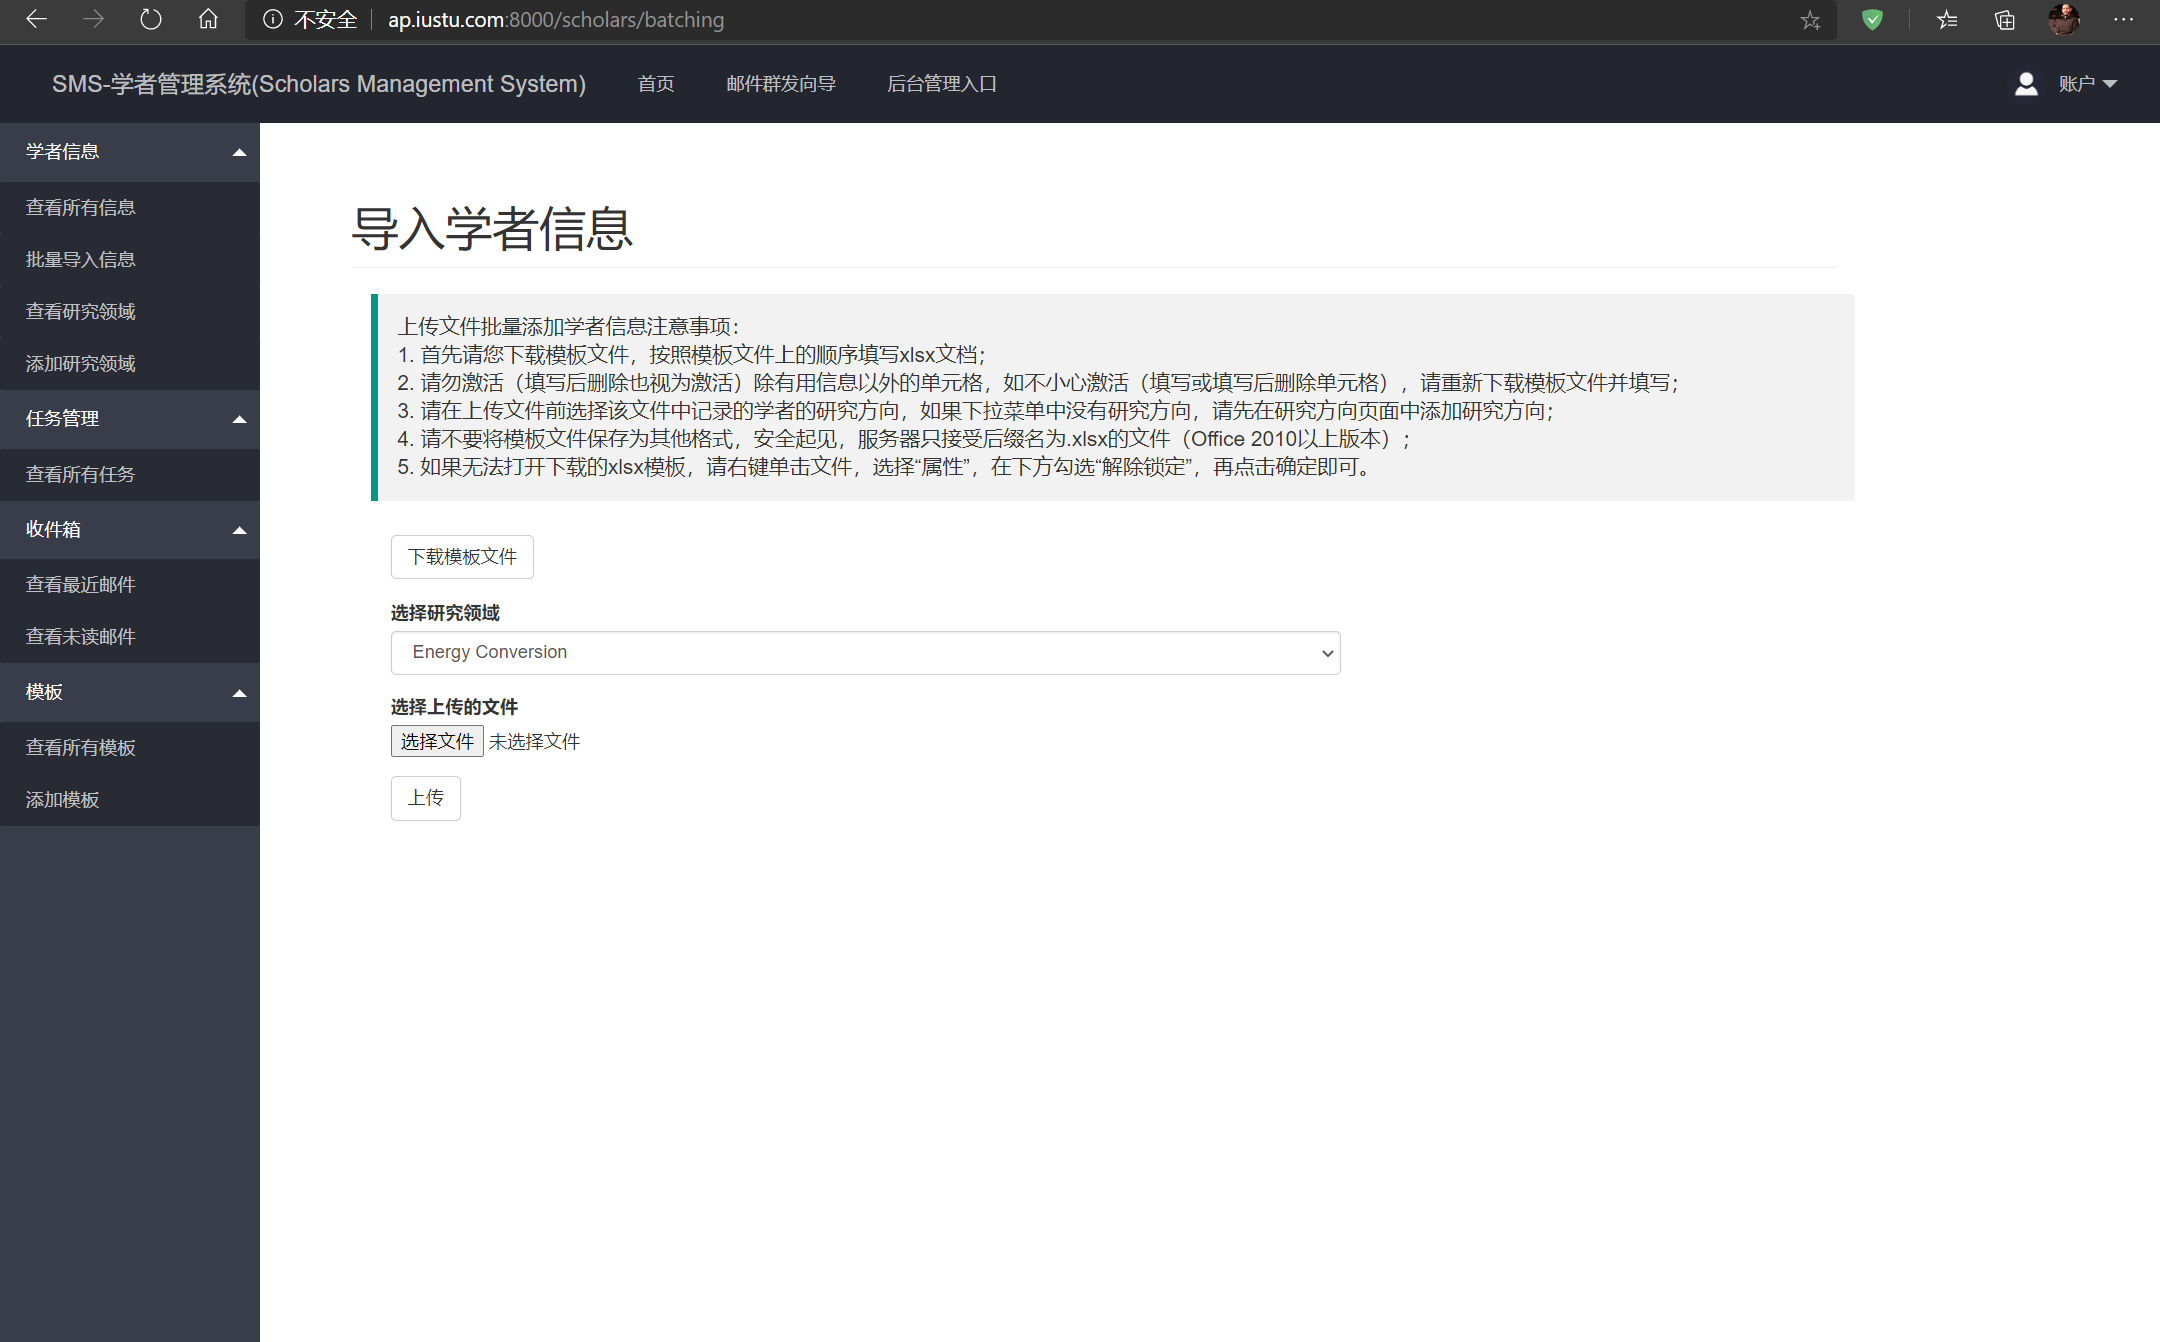 不安全 ap.iustu.com:8000/scholars/batching
SMS-学者管理系统(Scholars Management System) 首页 邮件群发向导 后台管理入口 账户
学者信息
查看所有信息
批量导入信息
查看研究领域
添加研究领域
任务管理
查看所有任务
收件箱
查看最近邮件
查看未读邮件
模板
查看所有模板
添加模板
导入学者信息
上传文件批量添加学者信息注意事项：
1. 首先请您下载模板文件，按照模板文件上的顺序填写xlsx文档；
2. 请勿激活（填写后删除也视为激活）除有用信息以外的单元格，如不小心激活（填写或填写后删除单元格），请重新下载模板文件并填写；
3. 请在上传文件前选择该文件中记录的学者的研究方向，如果下拉菜单中没有研究方向，请先在研究方向页面中添加研究方向；
4. 请不要将模板文件保存为其他格式，安全起见，服务器只接受后缀名为.xlsx的文件（Office 2010以上版本）；
5. 如果无法打开下载的xlsx模板，请右键单击文件，选择“属性”，在下方勾选“解除锁定”，再点击确定即可。
下载模板文件
选择研究领域
Energy Conversion
选择上传的文件
选择文件 未选择文件
上传